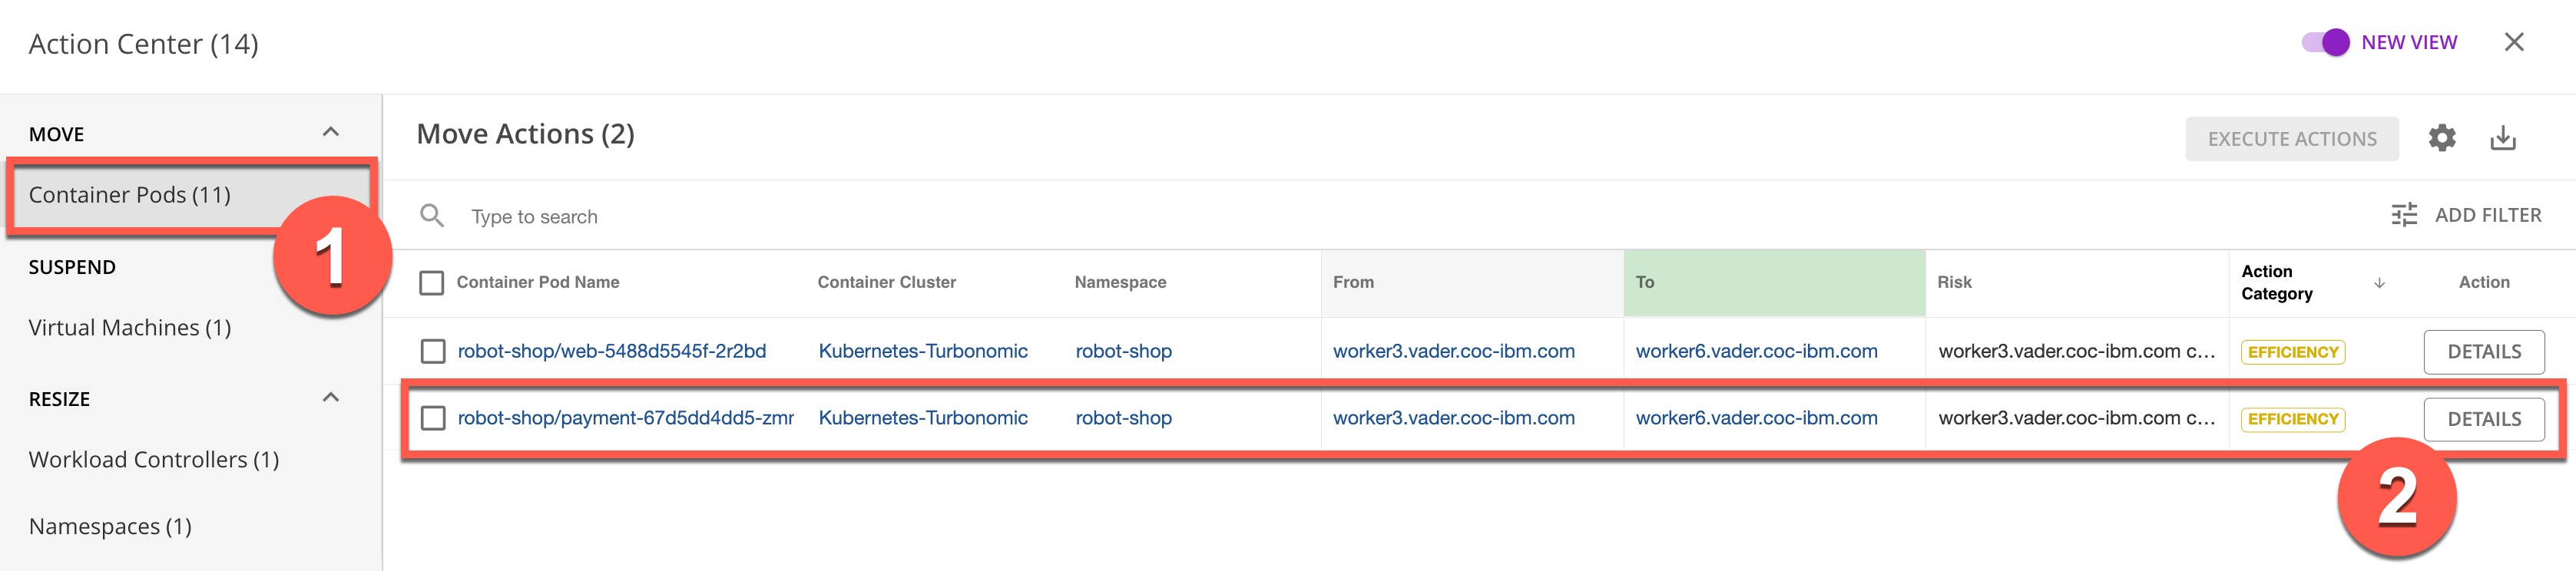 Action Center (14)
NEW VIEW
MOVE
Container Pods (11)
1
SUSPEND
Virtual Machines (1)
RESIZE
Workload Controllers (1)
Namespaces (1)
Move Actions (2)
EXECUTE ACTIONS
Type to search
ADD FILTER
Container Pod Name Container Cluster Namespace From To Risk Action Category Action
robot-shop/web-5488d5545f-2r2bd Kubernetes-Turbonomic robot-shop worker3.vader.coc-ibm.com worker6.vader.coc-ibm.com worker3.vader.coc-ibm.com c... EFFICIENCY DETAILS
robot-shop/payment-67d5dd4dd5-zmr Kubernetes-Turbonomic robot-shop worker3.vader.coc-ibm.com worker6.vader.coc-ibm.com worker3.vader.coc-ibm.com c... EFFICIENCY DETAILS
2